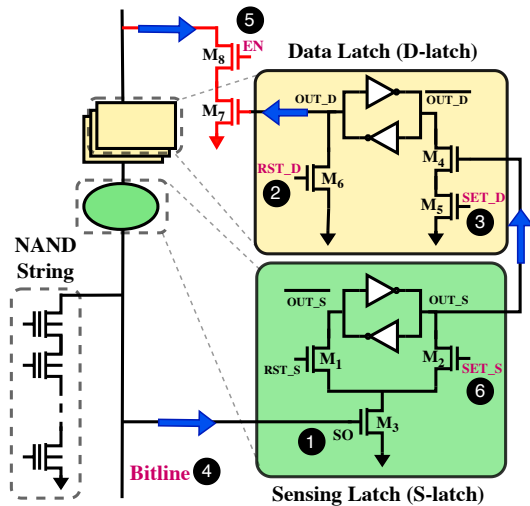 5
EN
M8
Data Latch (D-latch)
OUT_D
OUT_D
M7
M4
RST_D
M6
M5
SET_D
2
3
NAND
String
OUT_S
OUT_S
M1
M2
RST_S
SET_S
6
1
SO
M3
Bitline 4
Sensing Latch (S-latch)